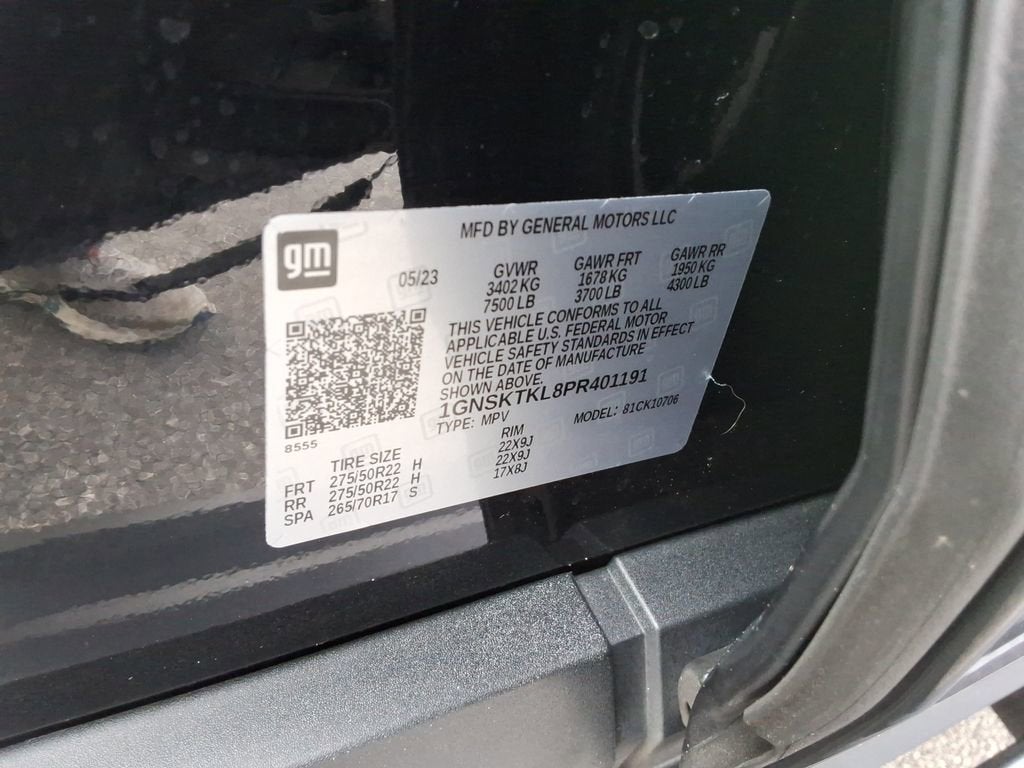 gm
MFD BY GENERAL MOTORS LLC
05/23
GVWR GAWR FRT GAWR RR
3402 KG 1678 KG 1950 KG
7500 LB 3700 LB 4300 LB
THIS VEHICLE CONFORMS TO ALL
APPLICABLE U.S. FEDERAL MOTOR
VEHICLE SAFETY STANDARDS IN EFFECT
ON THE DATE OF MANUFACTURE
SHOWN ABOVE.
1GNSKTKL8PR401191
TYPE: MPV MODEL: 81CK10706
8555
TIRE SIZE RIM
FRT 275/50R22 H 22X9J
RR 275/50R22 H 22X9J
SPA 265/70R17 S 17X8J